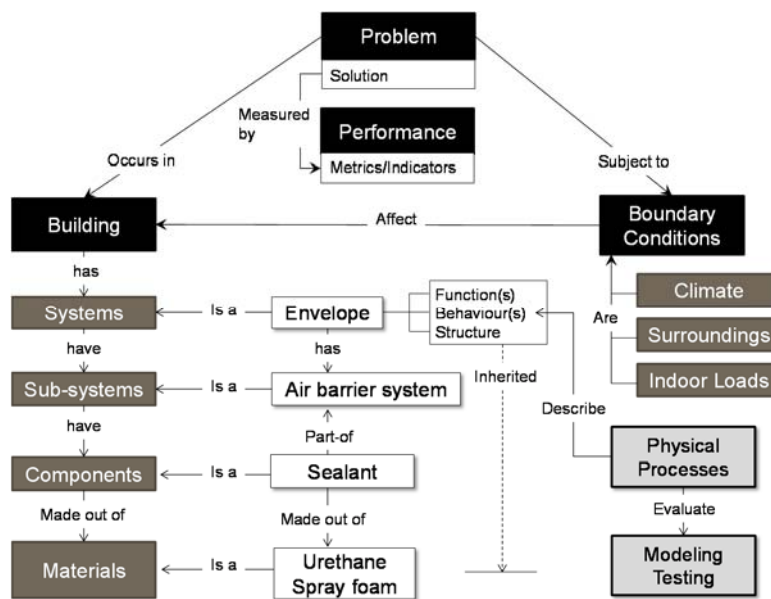 Problem
Solution
Measured
by
Performance
Metrics/Indicators
Occurs in
Subject to
Building
Affect
Boundary
Conditions
has
Systems
Is a
Envelope
Function(s)
Behaviour(s)
Structure
Climate
Are
Surroundings
Indoor Loads
have
has
Inherited
Sub-systems
Is a
Air barrier system
Describe
have
Part-of
Components
Is a
Sealant
Physical
Processes
Made out of
Made out of
Evaluate
Materials
Is a
Urethane
Spray foam
Modeling
Testing